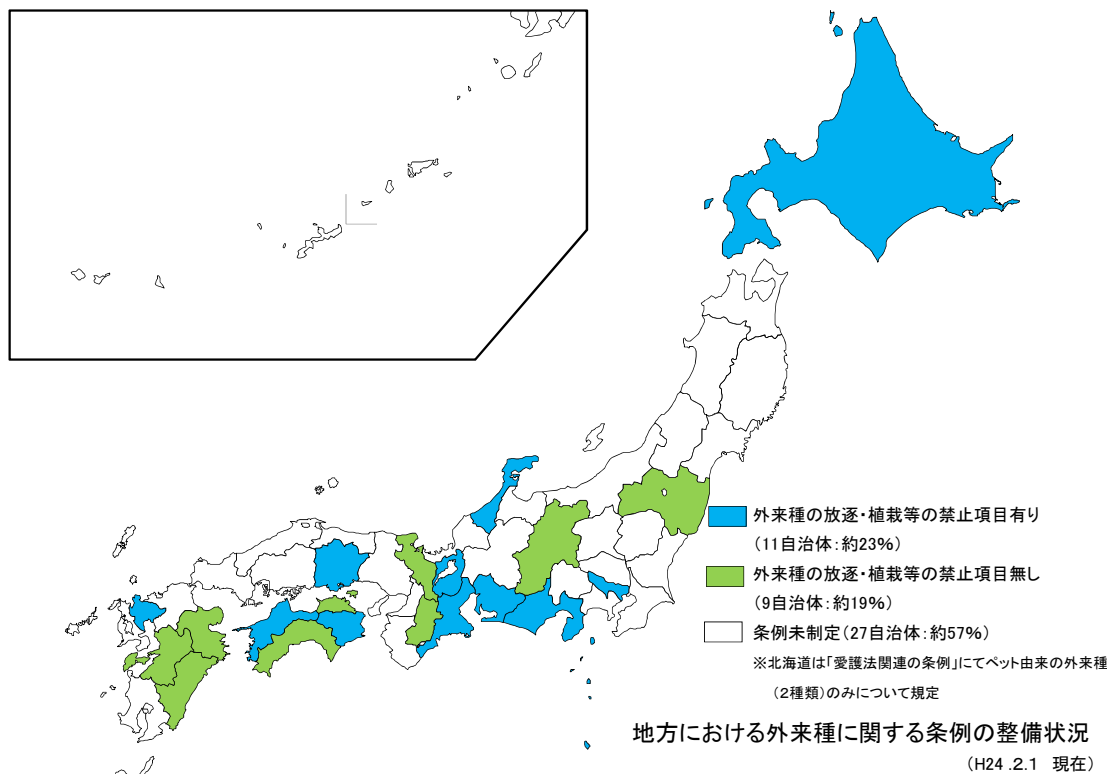 外来種の放逐・植栽等の禁止項目有り
(11自治体:約23%)
外来種の放逐・植栽等の禁止項目無し
(9自治体:約19%)
条例未制定(27自治体:約57%)
※北海道は「愛護法関連の条例」にてペット由来の外来種
(2種類)のみについて規定
地方における外来種に関する条例の整備状況
(H24 .2.1 現在)